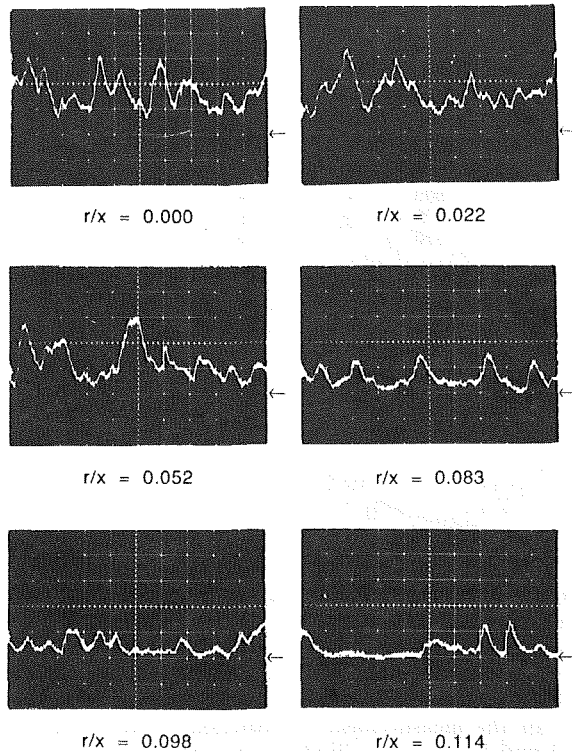 r/x = 0.000
r/x = 0.022
r/x = 0.052
r/x = 0.083
r/x = 0.098
r/x = 0.114